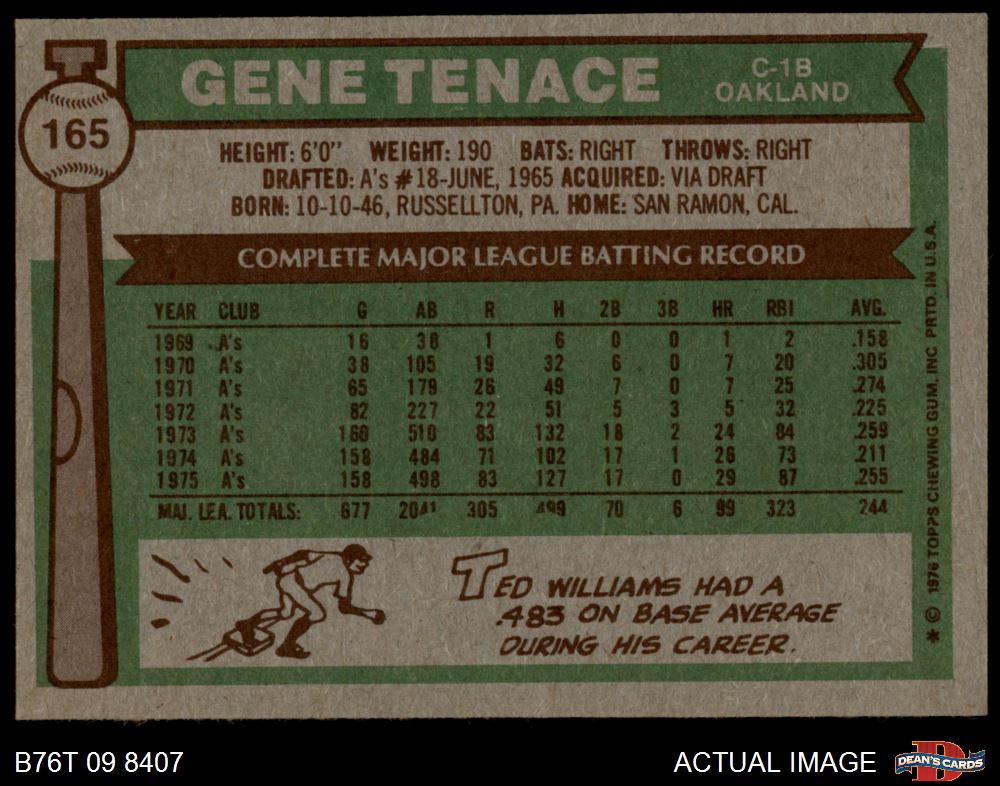 GENE TENACE
C-1B
OAKLAND
165
HEIGHT: 6'0" WEIGHT: 190 BATS: RIGHT THROWS: RIGHT
DRAFTED: A's #18-JUNE, 1965 ACQUIRED: VIA DRAFT
BORN: 10-10-46, RUSSELLTON, PA. HOME: SAN RAMON, CAL.
COMPLETE MAJOR LEAGUE BATTING RECORD
YEAR CLUB G AB R H 2B 3B HR RBI AVG.
1969 A's 16 38 1 6 0 0 1 2 .158
1970 A's 38 105 19 32 6 0 7 20 .305
1971 A's 65 179 26 49 7 0 7 25 .274
1972 A's 82 227 22 51 5 3 5 32 .225
1973 A's 160 510 83 132 18 2 24 84 .259
1974 A's 158 484 71 102 17 1 26 73 .211
1975 A's 158 498 83 127 17 0 29 87 .255
MAJ. LEA. TOTALS: 677 2041 305 499 70 6 99 323 .244
TED WILLIAMS HAD A
.483 ON BASE AVERAGE
DURING HIS CAREER.
* © 1976 TOPPS CHEWING GUM, INC. PRTD. IN U.S.A.
B76T 09 8407
ACTUAL IMAGE
D
DEAN'S CARDS